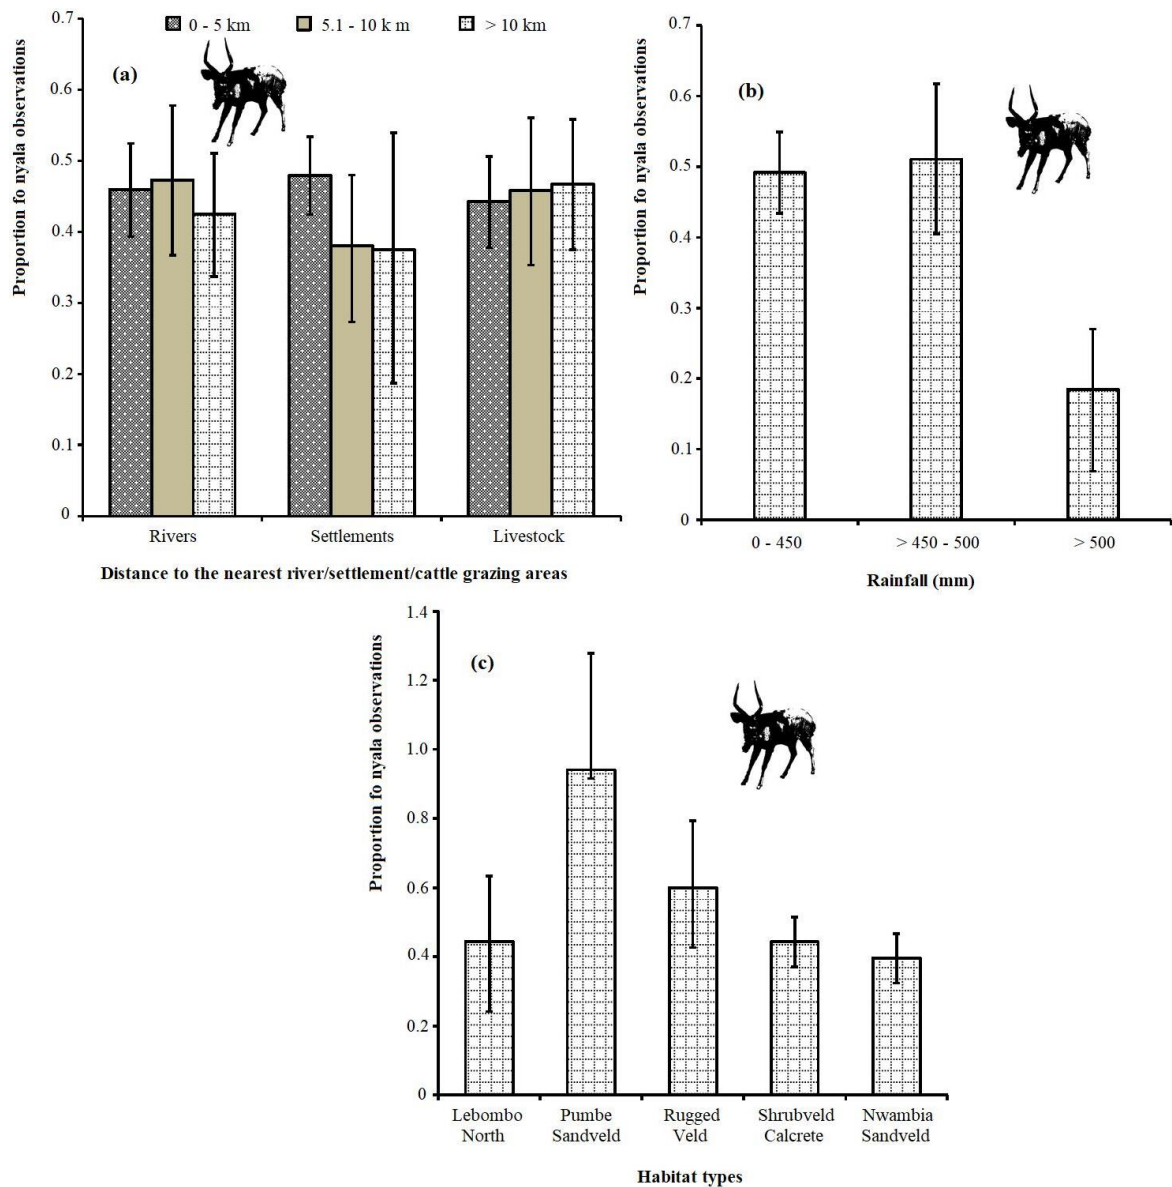 0 - 5 km
5.1 - 10 k m
> 10 km
(a)
Proportion fo nyala observations
0.7
0.6
0.5
0.4
0.3
0.2
0.1
0
Rivers
Settlements
Livestock
Distance to the nearest river/settlement/cattle grazing areas
(b)
Proportion fo nyala observations
0.7
0.6
0.5
0.4
0.3
0.2
0.1
0
0 - 450
> 450 - 500
> 500
Rainfall (mm)
(c)
Proportion fo nyala observations
1.4
1.2
1.0
0.8
0.6
0.4
0.2
0
Lebombo
North
Pumbe
Sandveld
Rugged
Veld
Shrubveld
Calcrete
Nwambia
Sandveld
Habitat types